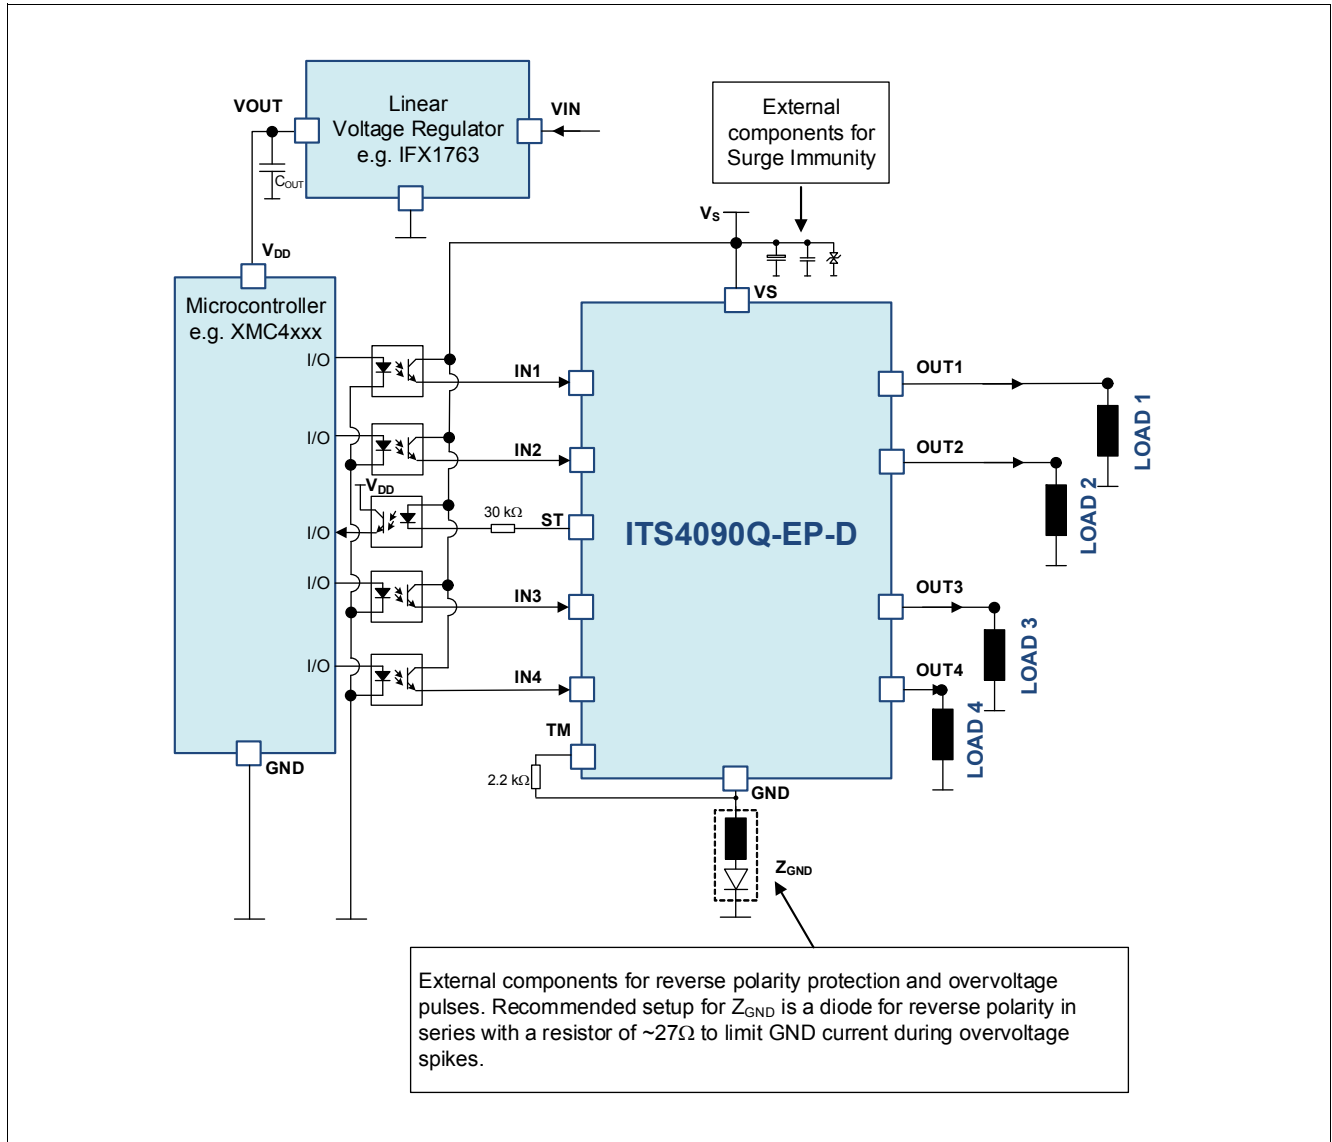 VOUT
Linear
Voltage Regulator
e.g. IFX1763
VIN
COUT
External
components for
Surge Immunity
VS
VDD
VS
Microcontroller
e.g. XMC4xxx
I/O
IN1
OUT1
LOAD 1
I/O
IN2
OUT2
LOAD 2
VDD
I/O
30 kΩ
ST
ITS4090Q-EP-D
I/O
IN3
OUT3
LOAD 3
I/O
IN4
OUT4
LOAD 4
TM
2.2 kΩ
GND
GND
ZGND
External components for reverse polarity protection and overvoltage
pulses. Recommended setup for ZGND is a diode for reverse polarity in
series with a resistor of ~27Ω to limit GND current during overvoltage
spikes.